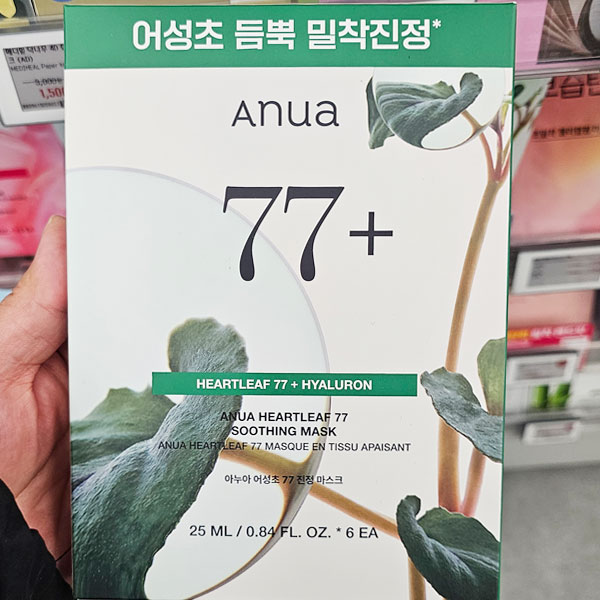 어성초 듬뿍 밀착진정*
Anua
77+
HEARTLEAF 77 + HYALURON
ANUA HEARTLEAF 77
SOOTHING MASK
ANUA HEARTLEAF 77 MASQUE EN TISSU APAISANT
아누아 어성초 77 진정 마스크
25 ML / 0.84 FL. OZ. * 6 EA